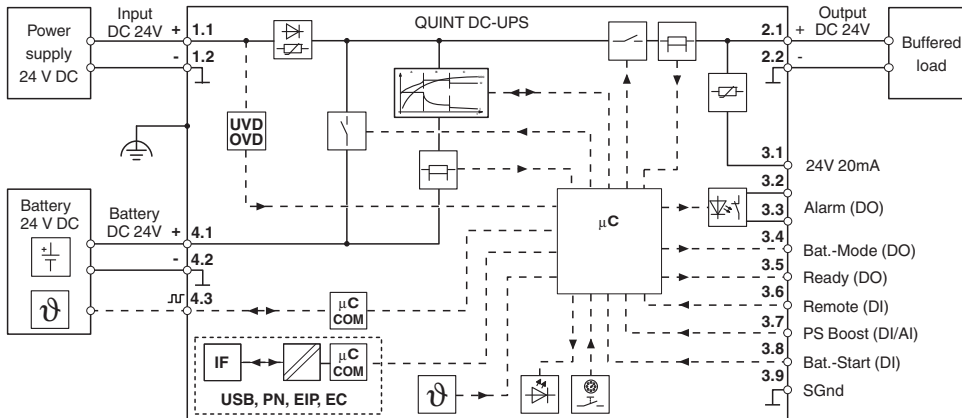 Power
supply
24 V DC
Input
DC 24V
+
1.1
-
1.2
QUINT DC-UPS
2.1
+
Output
DC 24V
2.2
-
Buffered
load
UVD
OVD
3.1
24V 20mA
3.2
3.3
Alarm (DO)
µC
3.4
Bat.-Mode (DO)
3.5
Ready (DO)
3.6
Remote (DI)
3.7
PS Boost (DI/AI)
3.8
Bat.-Start (DI)
3.9
SGnd
Battery
24 V DC
+
Battery
DC 24V
+
4.1
-
4.2
4.3
ϑ
µC
COM
IF
µC
COM
USB, PN, EIP, EC
ϑ